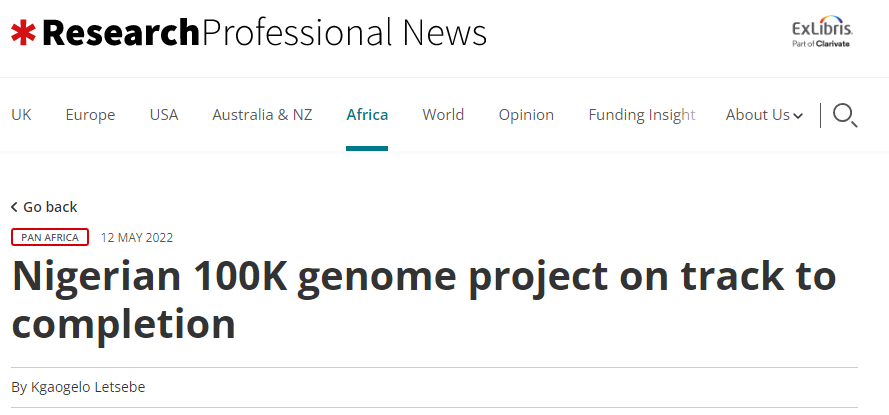 ResearchProfessional News
ExLibris
Part of Clarivate
UK Europe USA Australia & NZ Africa World Opinion Funding Insight About Us
Go back
PAN AFRICA 12 MAY 2022
Nigerian 100K genome project on track to
completion
By Kgaogelo Letsebe